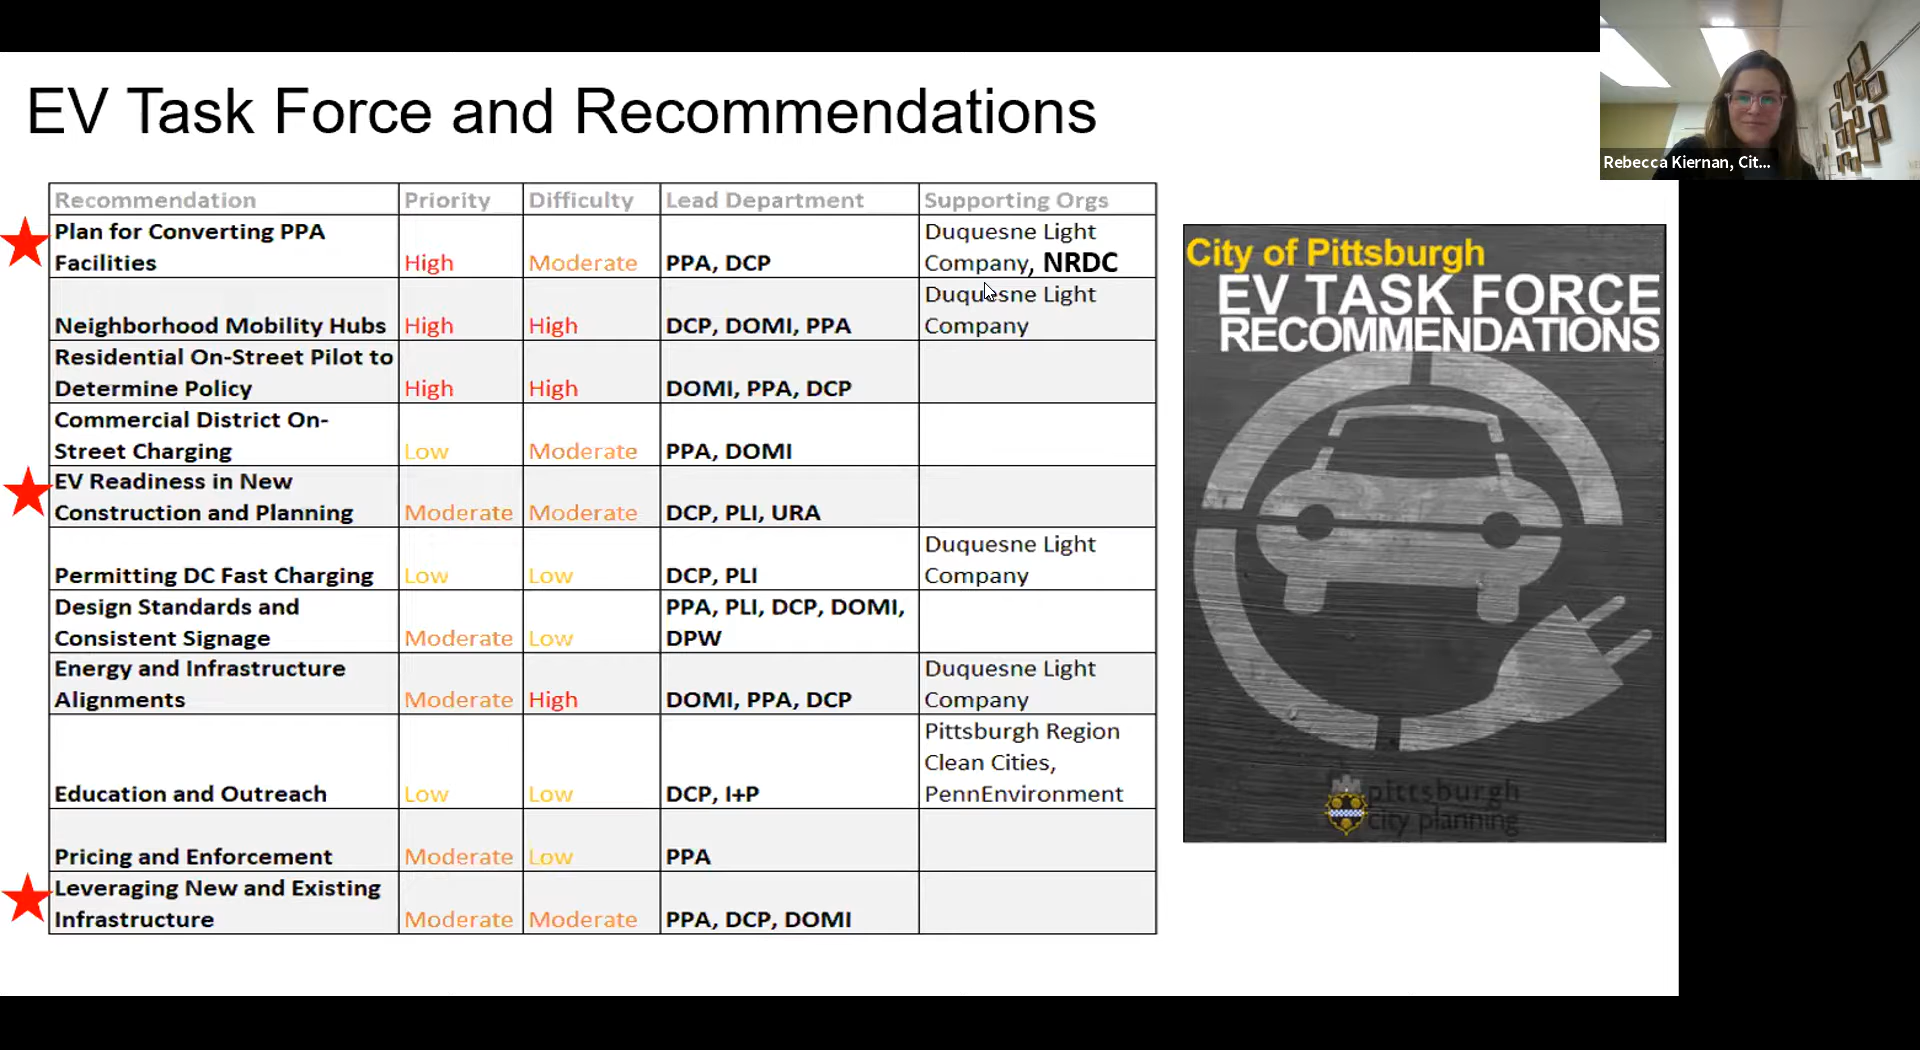 EV Task Force and Recommendations
Rebecca Kiernan, Cit...
Recommendation Priority Difficulty Lead Department Supporting Orgs
Plan for Converting PPA Duquesne Light
Facilities High Moderate PPA, DCP Company, NRDC
Duquesne Light
Neighborhood Mobility Hubs High High DCP, DOMI, PPA Company
Residential On-Street Pilot to
Determine Policy High High DOMI, PPA, DCP
Commercial District On-
Street Charging Low Moderate PPA, DOMI
EV Readiness in New
Construction and Planning Moderate Moderate DCP, PLI, URA
Duquesne Light
Permitting DC Fast Charging Low Low DCP, PLI Company
Design Standards and PPA, PLI, DCP, DOMI,
Consistent Signage Moderate Low DPW
Energy and Infrastructure Duquesne Light
Alignments Moderate High DOMI, PPA, DCP Company
Pittsburgh Region
Clean Cities,
Education and Outreach Low Low DCP, I+P PennEnvironment
Pricing and Enforcement Moderate Low PPA
Leveraging New and Existing
Infrastructure Moderate Moderate PPA, DCP, DOMI
City of Pittsburgh
EV TASK FORCE
RECOMMENDATIONS
pittsburgh
city planning